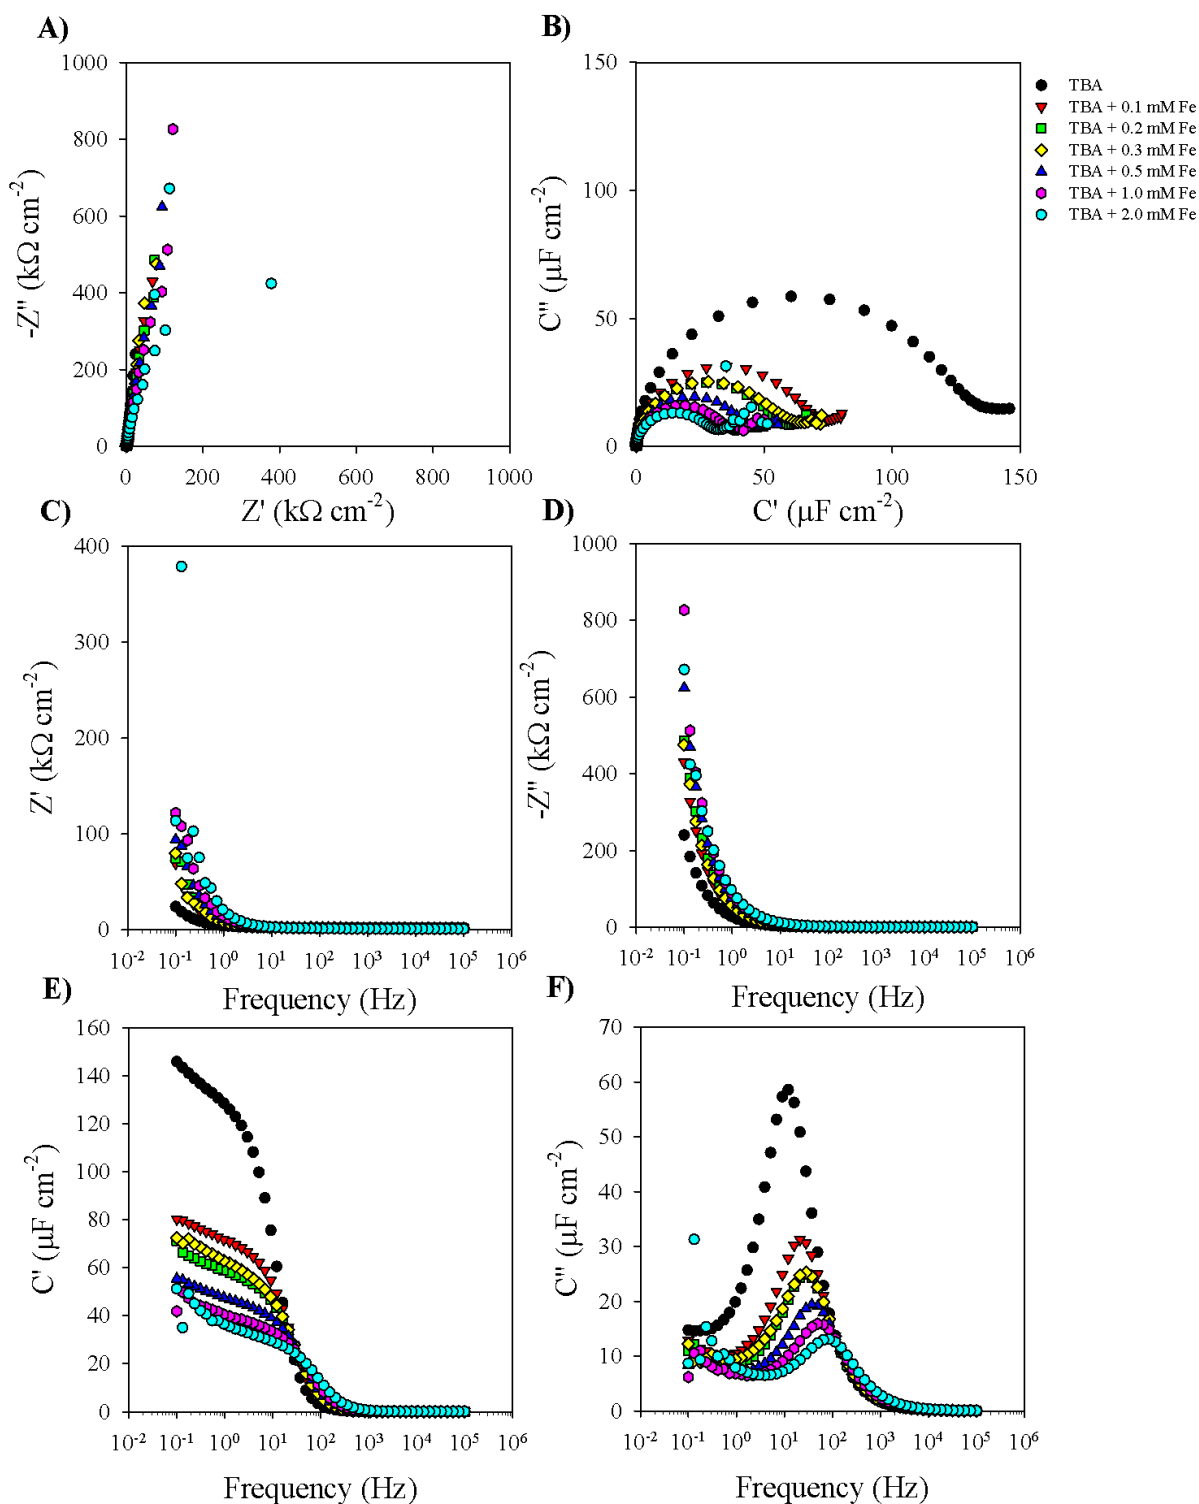 A)
B)
1000
800
600
400
200
0
-Z" (kΩ cm-2)
0 200 400 600 800 1000
Z' (kΩ cm-2)
150
100
50
0
C" (μF cm-2)
0 50 100 150
C' (μF cm-2)
TBA
TBA + 0.1 mM Fe
TBA + 0.2 mM Fe
TBA + 0.3 mM Fe
TBA + 0.5 mM Fe
TBA + 1.0 mM Fe
TBA + 2.0 mM Fe
C)
D)
400
300
200
100
0
Z' (kΩ cm-2)
10-2 10-1 100 101 102 103 104 105 106
Frequency (Hz)
1000
800
600
400
200
0
-Z" (kΩ cm-2)
10-2 10-1 100 101 102 103 104 105 106
Frequency (Hz)
E)
F)
160
140
120
100
80
60
40
20
0
C' (μF cm-2)
10-2 10-1 100 101 102 103 104 105 106
Frequency (Hz)
70
60
50
40
30
20
10
0
C" (μF cm-2)
10-2 10-1 100 101 102 103 104 105 106
Frequency (Hz)